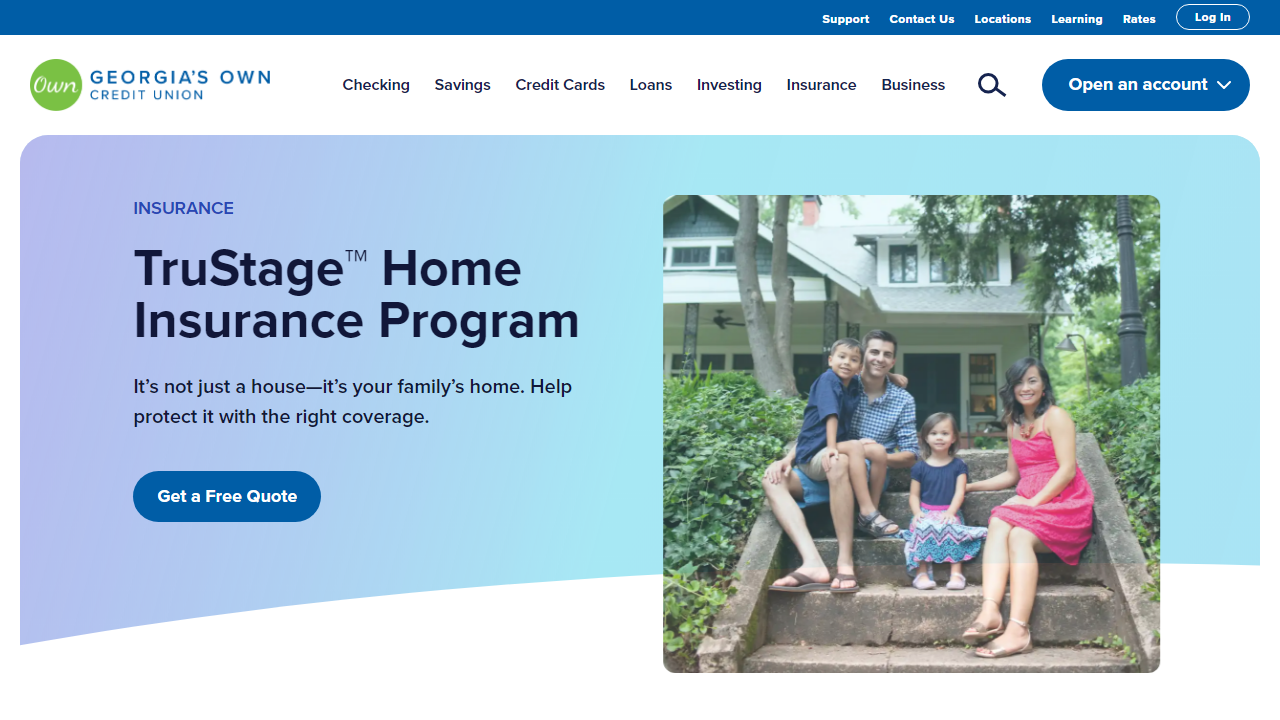 Support Contact Us Locations Learning Rates Log In
Own GEORGIA'S OWN
CREDIT UNION
Checking Savings Credit Cards Loans Investing Insurance Business Open an account
INSURANCE
TruStage™ Home
Insurance Program
It’s not just a house—it’s your family’s home. Help
protect it with the right coverage.
Get a Free Quote